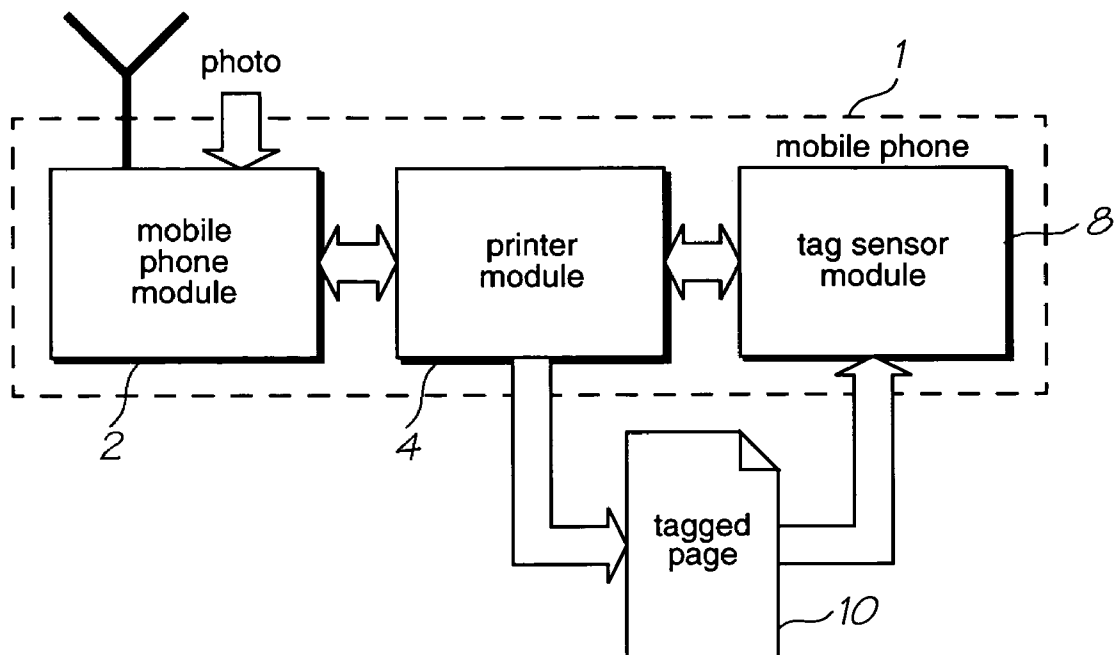 photo
1
mobile phone
mobile
phone
module
printer
module
tag sensor
module
8
2
4
tagged
page
10